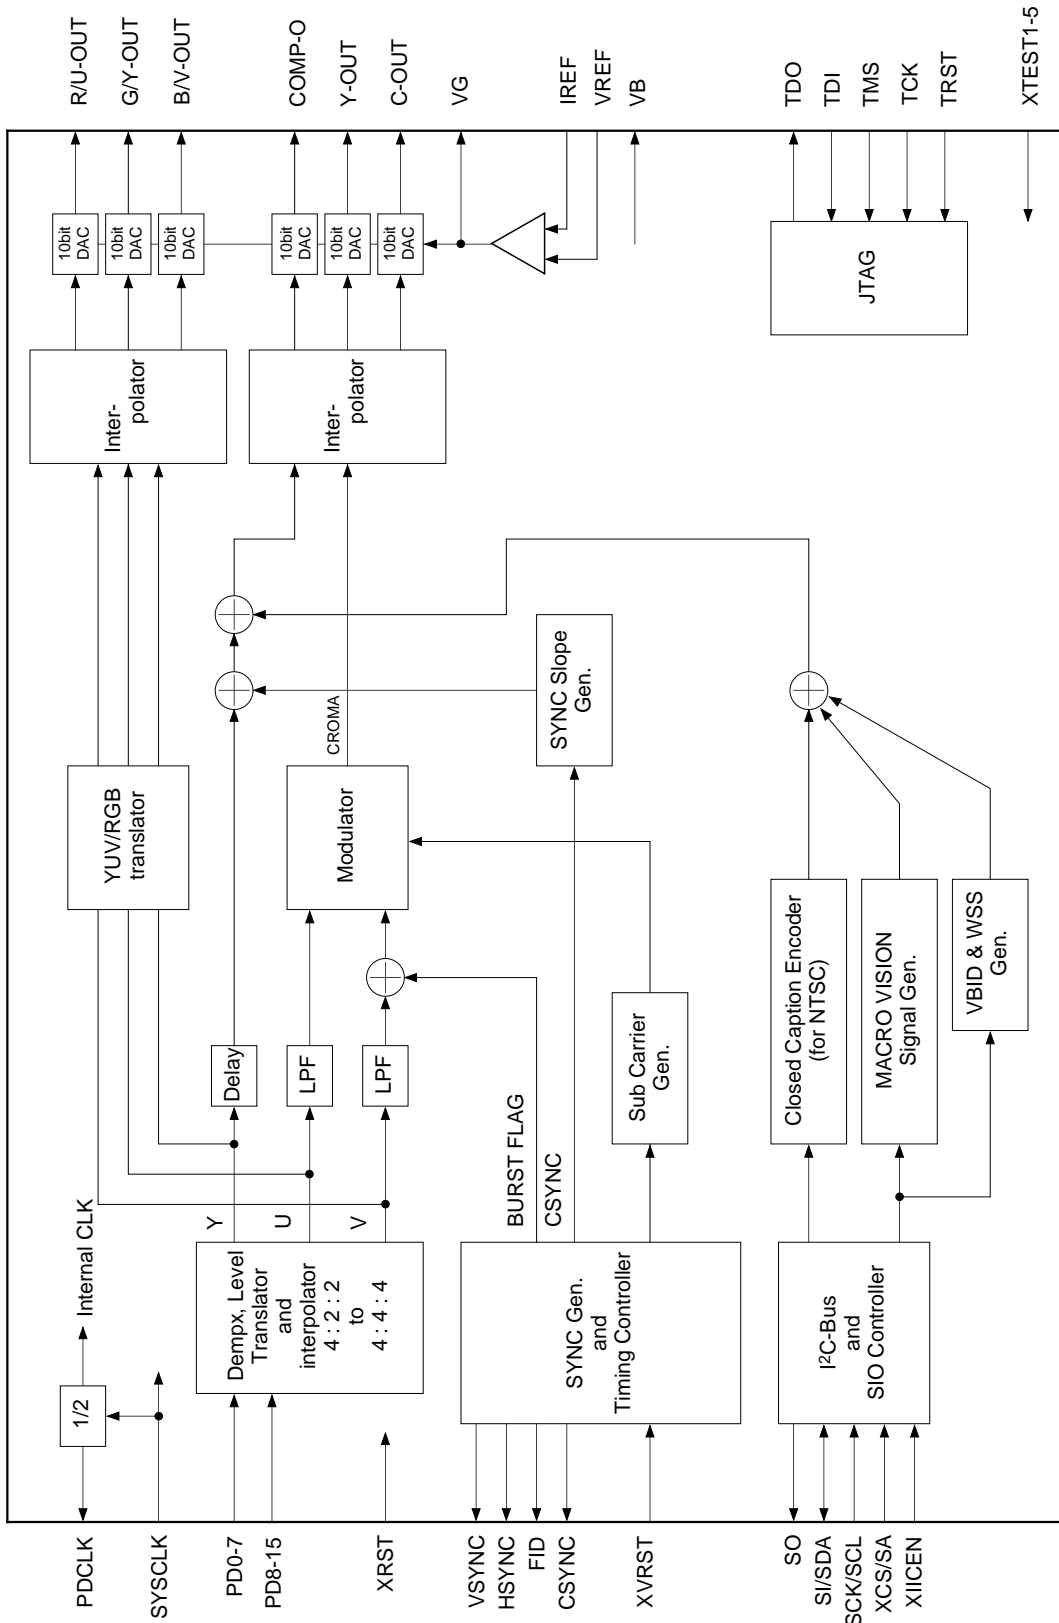 R/U-OUT
G/Y-OUT
B/V-OUT
COMP-O
Y-OUT
C-OUT
VG
IREF
VREF
VB
TDO
TDI
TMS
TCK
TRST
XTEST1-5
10bit
DAC
10bit
DAC
10bit
DAC
10bit
DAC
10bit
DAC
10bit
DAC
JTAG
Inter-
polator
Inter-
polator
CROMA
SYNC Slope
Gen.
YUV/RGB
translator
Modulator
Delay
LPF
LPF
Sub Carrier
Gen.
Closed Caption Encoder
(for NTSC)
MACRO VISION
Signal Gen.
VBID & WSS
Gen.
BURST FLAG
CSYNC
Internal CLK
Y
U
V
1/2
Dempx, Level
Translator
and
interpolator
4 : 2 : 2
to
4 : 4 : 4
SYNC Gen.
and
Timing Controller
I²C-Bus
and
SIO Controller
PDCLK
SYSCLK
PD0-7
PD8-15
XRST
VSYNC
HSYNC
FID
CSYNC
XVRST
SO
SI/SDA
SCK/SCL
XCS/SA
XIICEN